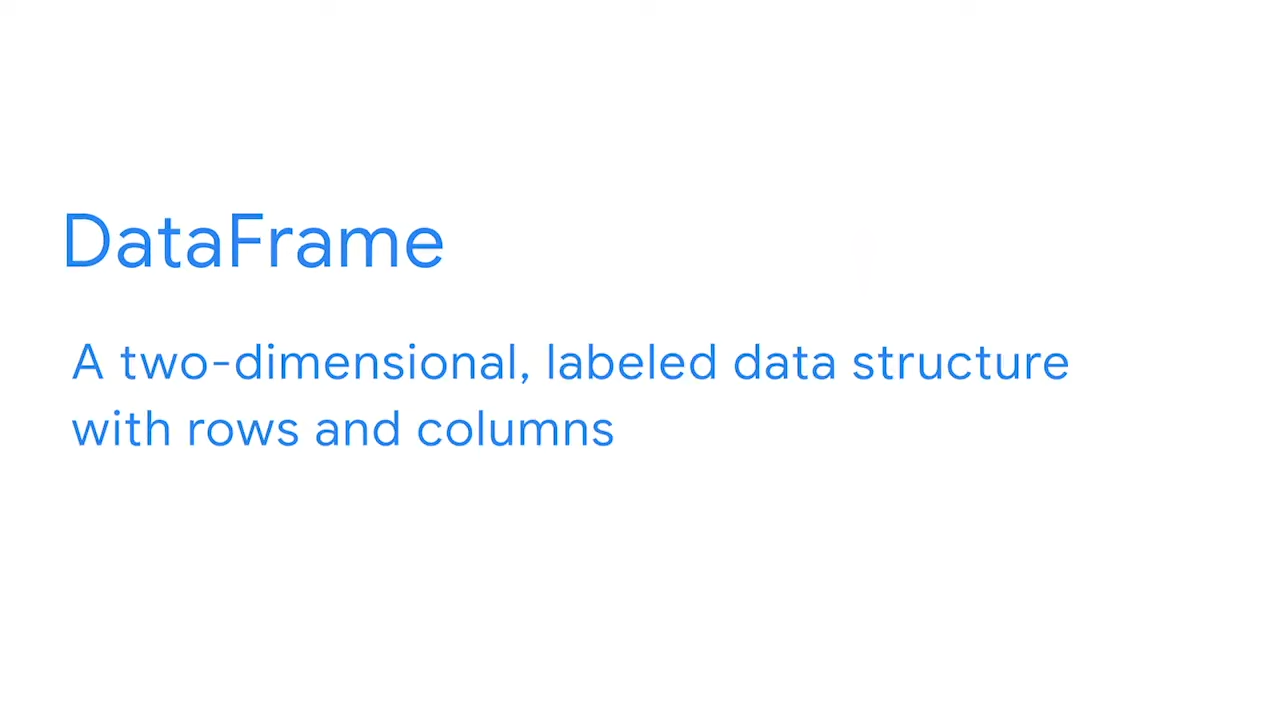 DataFrame
A two-dimensional, labeled data structure
with rows and columns